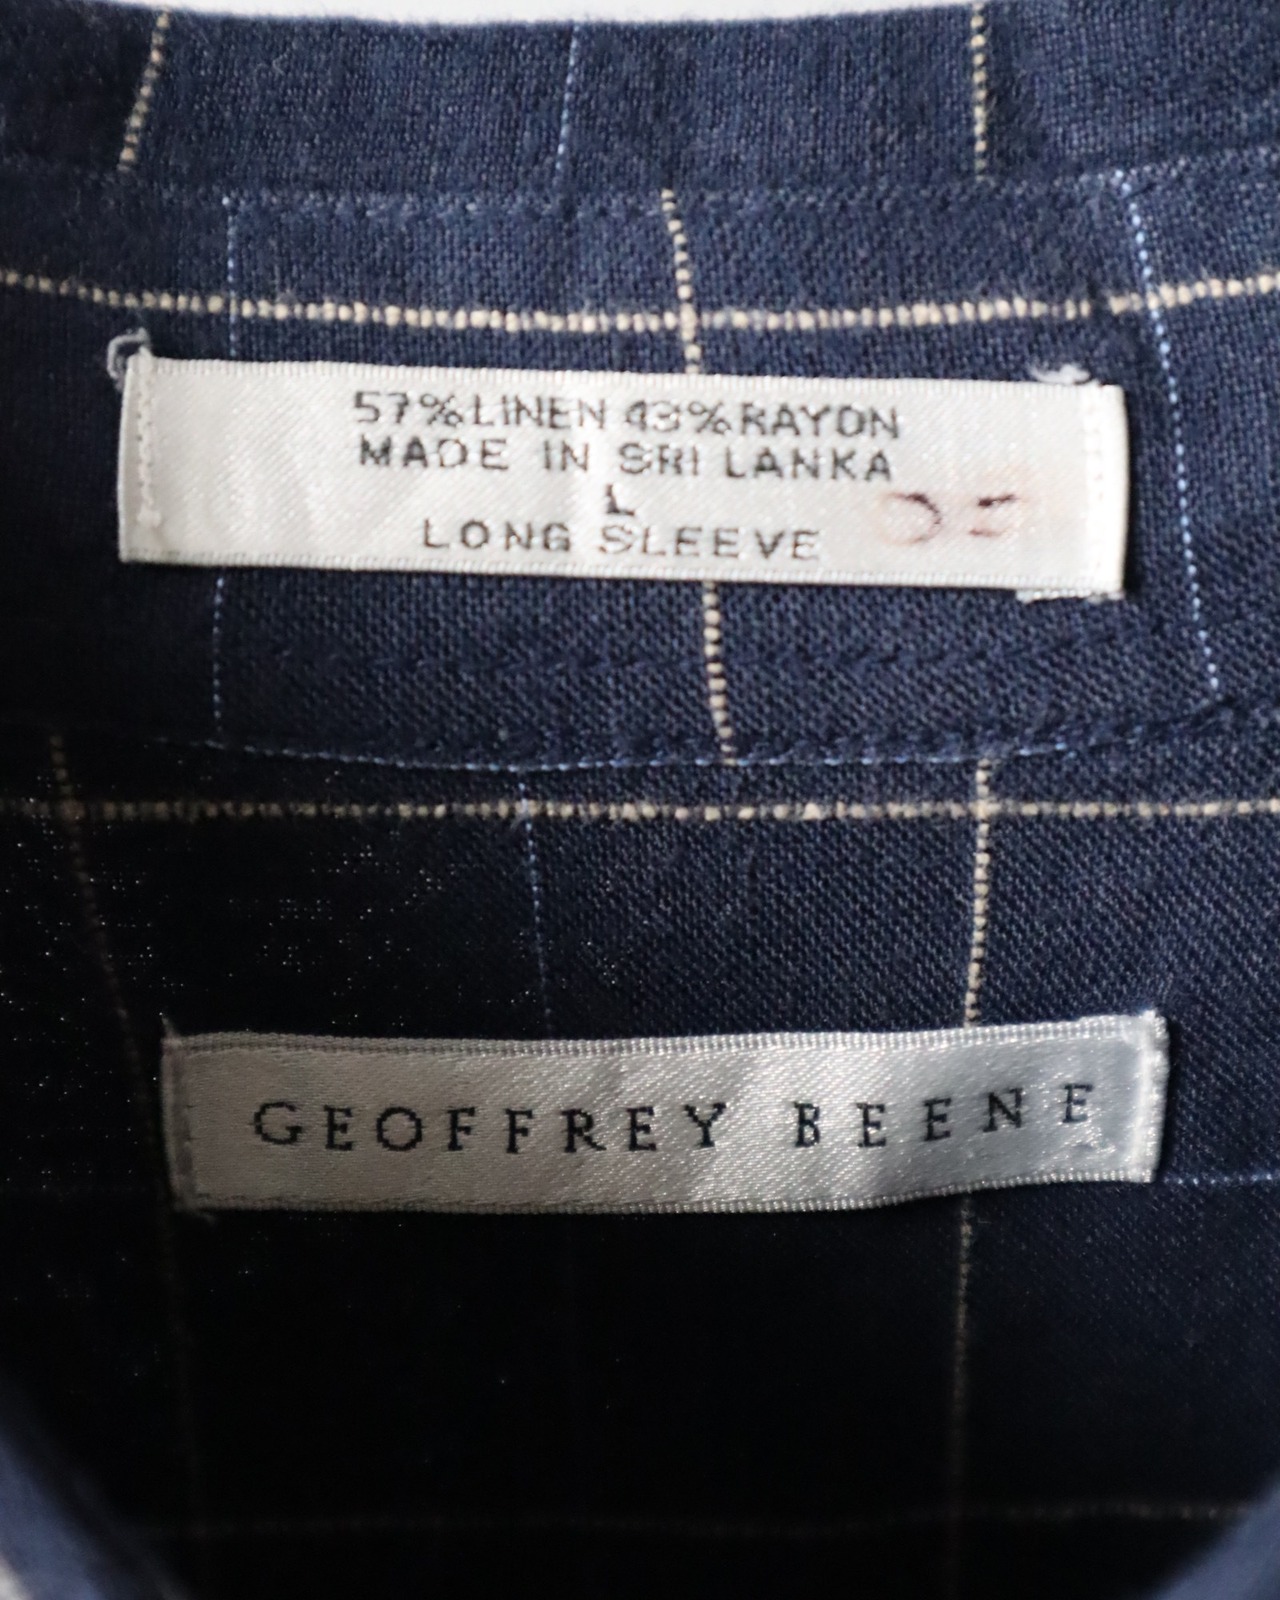 57% LINEN 43% RAYON
MADE IN SRI LANKA
L
LONG SLEEVE
GEOFFREY BEENE